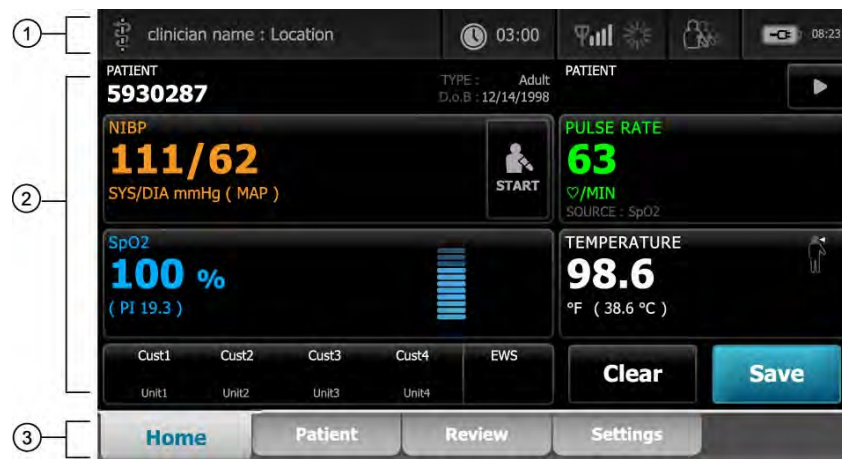 1
clinician name : Location
03:00
08:23
2
PATIENT
5930287
TYPE : Adult
D.o.B : 12/14/1998
PATIENT
NIBP
111/62
SYS/DIA mmHg ( MAP )
START
PULSE RATE
63
♡/MIN
SOURCE : SpO2
SpO2
100 %
( PI 19.3 )
TEMPERATURE
98.6
°F ( 38.6 °C )
Cust1 Cust2 Cust3 Cust4 EWS
Unit1 Unit2 Unit3 Unit4
Clear
Save
3
Home Patient Review Settings